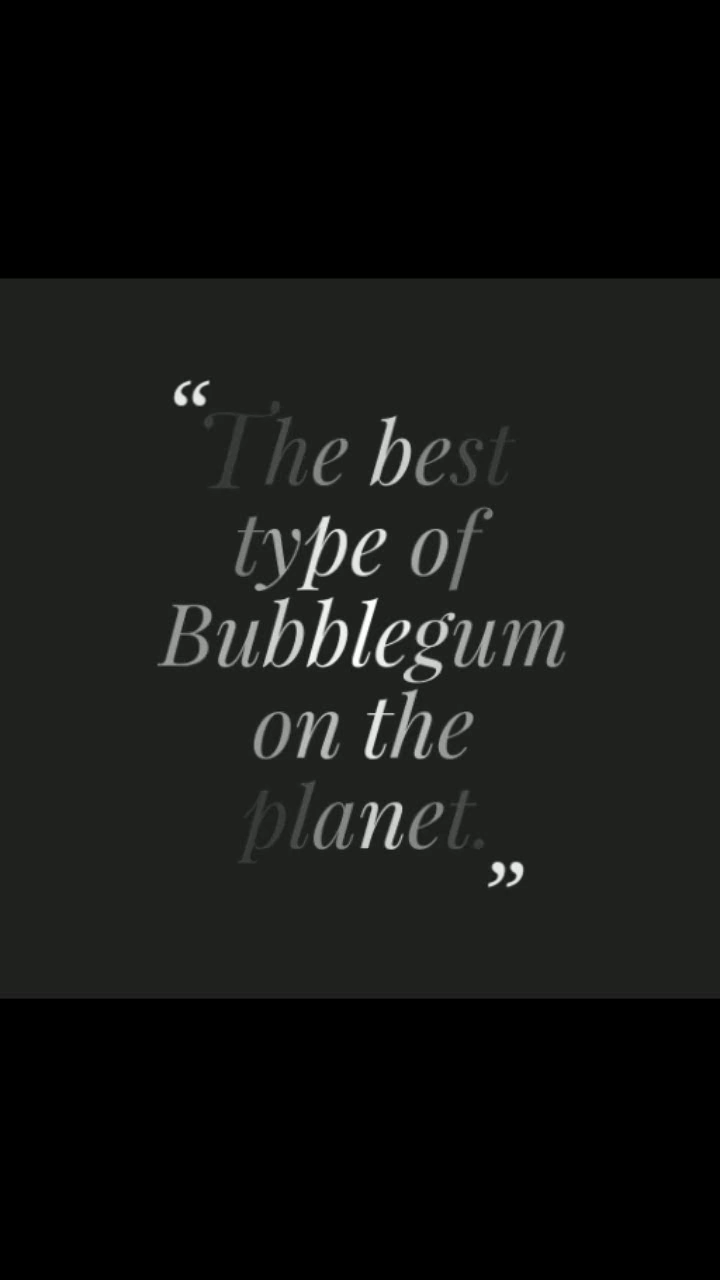 “The best
type of
Bubblegum
on the
planet.”